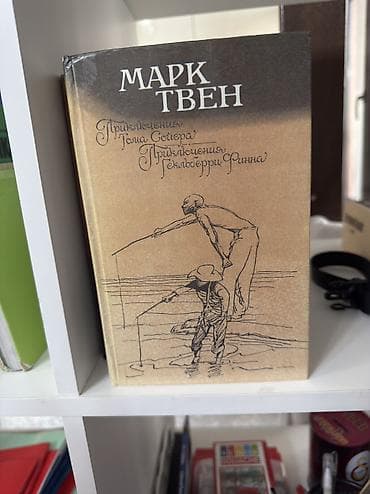 МАРК
ТВЕН
Приключения
Тома Сойера
Приключения
Гекльберри Финна